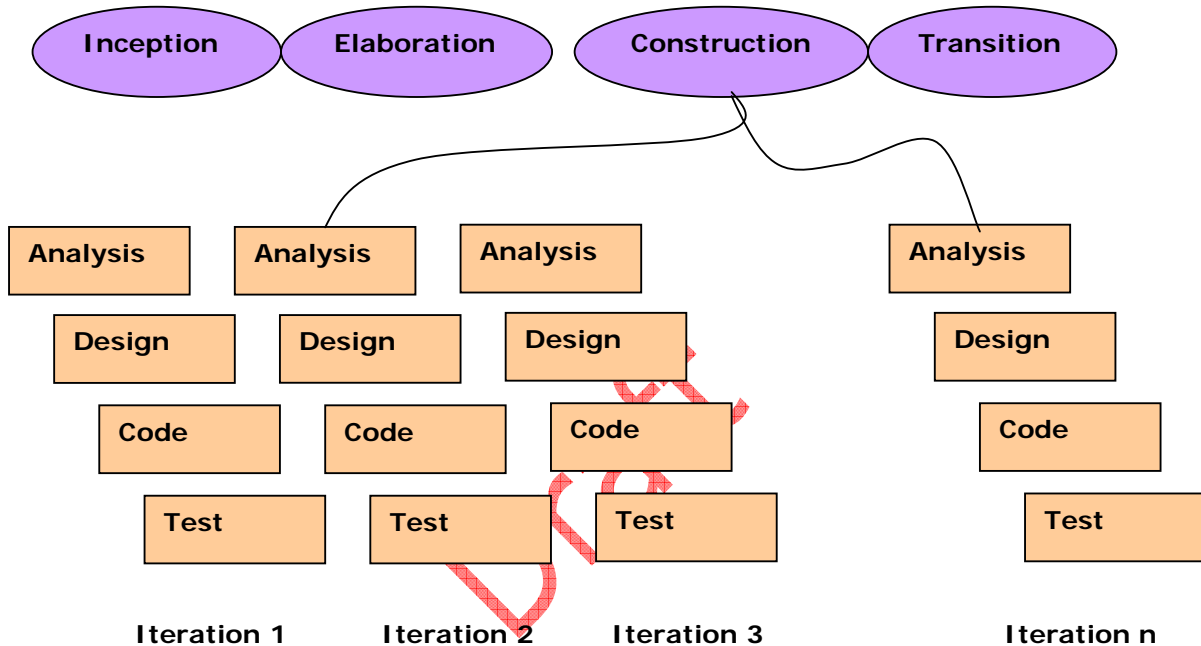 Inception Elaboration Construction Transition
Analysis Analysis Analysis Analysis
Design Design Design Design
Code Code Code Code
Test Test Test Test
Iteration 1 Iteration 2 Iteration 3 Iteration n